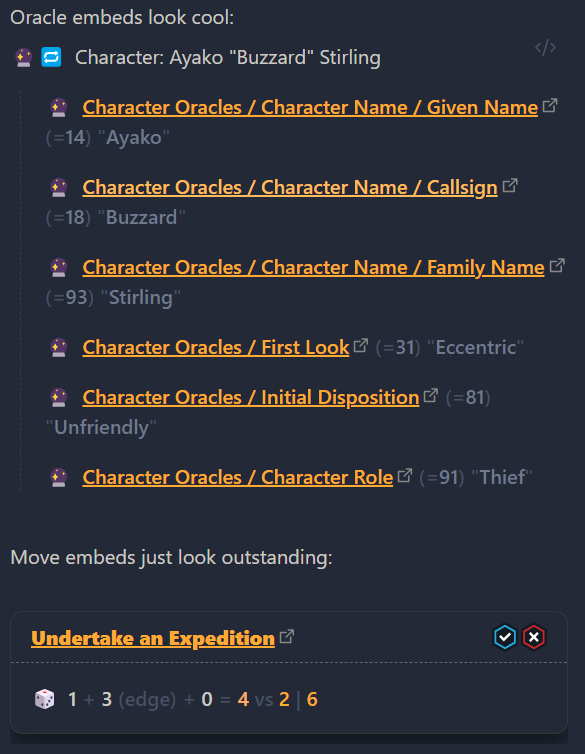 Oracle embeds look cool:
Character: Ayako "Buzzard" Stirling
Character Oracles / Character Name / Given Name
(=14) "Ayako"
Character Oracles / Character Name / Callsign
(=18) "Buzzard"
Character Oracles / Character Name / Family Name
(=93) "Stirling"
Character Oracles / First Look (=31) "Eccentric"
Character Oracles / Initial Disposition (=81)
"Unfriendly"
Character Oracles / Character Role (=91) "Thief"
Move embeds just look outstanding:
Undertake an Expedition
1 + 3 (edge) + 0 = 4 vs 2 | 6